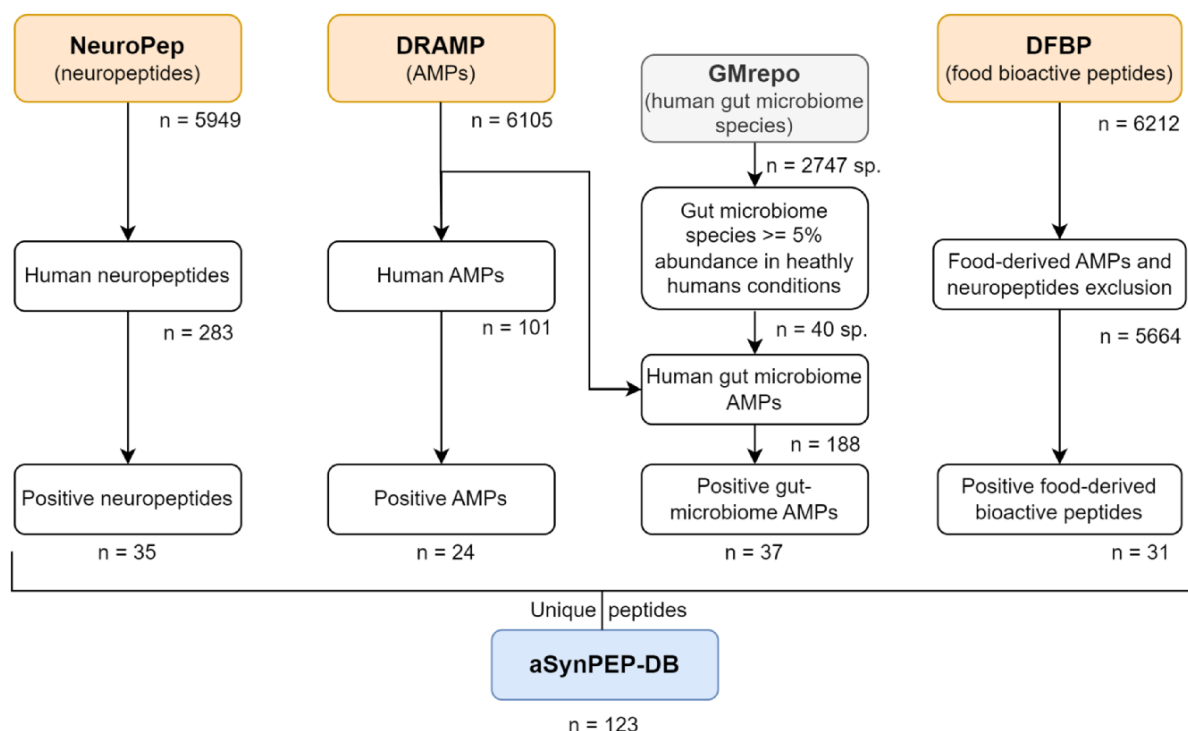 NeuroPep
(neuropeptides)
n = 5949
Human neuropeptides
n = 283
Positive neuropeptides
n = 35
DRAMP
(AMPs)
n = 6105
Human AMPs
n = 101
Positive AMPs
n = 24
GMrepo
(human gut microbiome
species)
n = 2747 sp.
Gut microbiome
species >= 5%
abundance in heathly
humans conditions
n = 40 sp.
Human gut microbiome
AMPs
n = 188
Positive gut-
microbiome AMPs
n = 37
DFBP
(food bioactive peptides)
n = 6212
Food-derived AMPs and
neuropeptides exclusion
n = 5664
Positive food-derived
bioactive peptides
n = 31
Unique peptides
aSynPEP-DB
n = 123